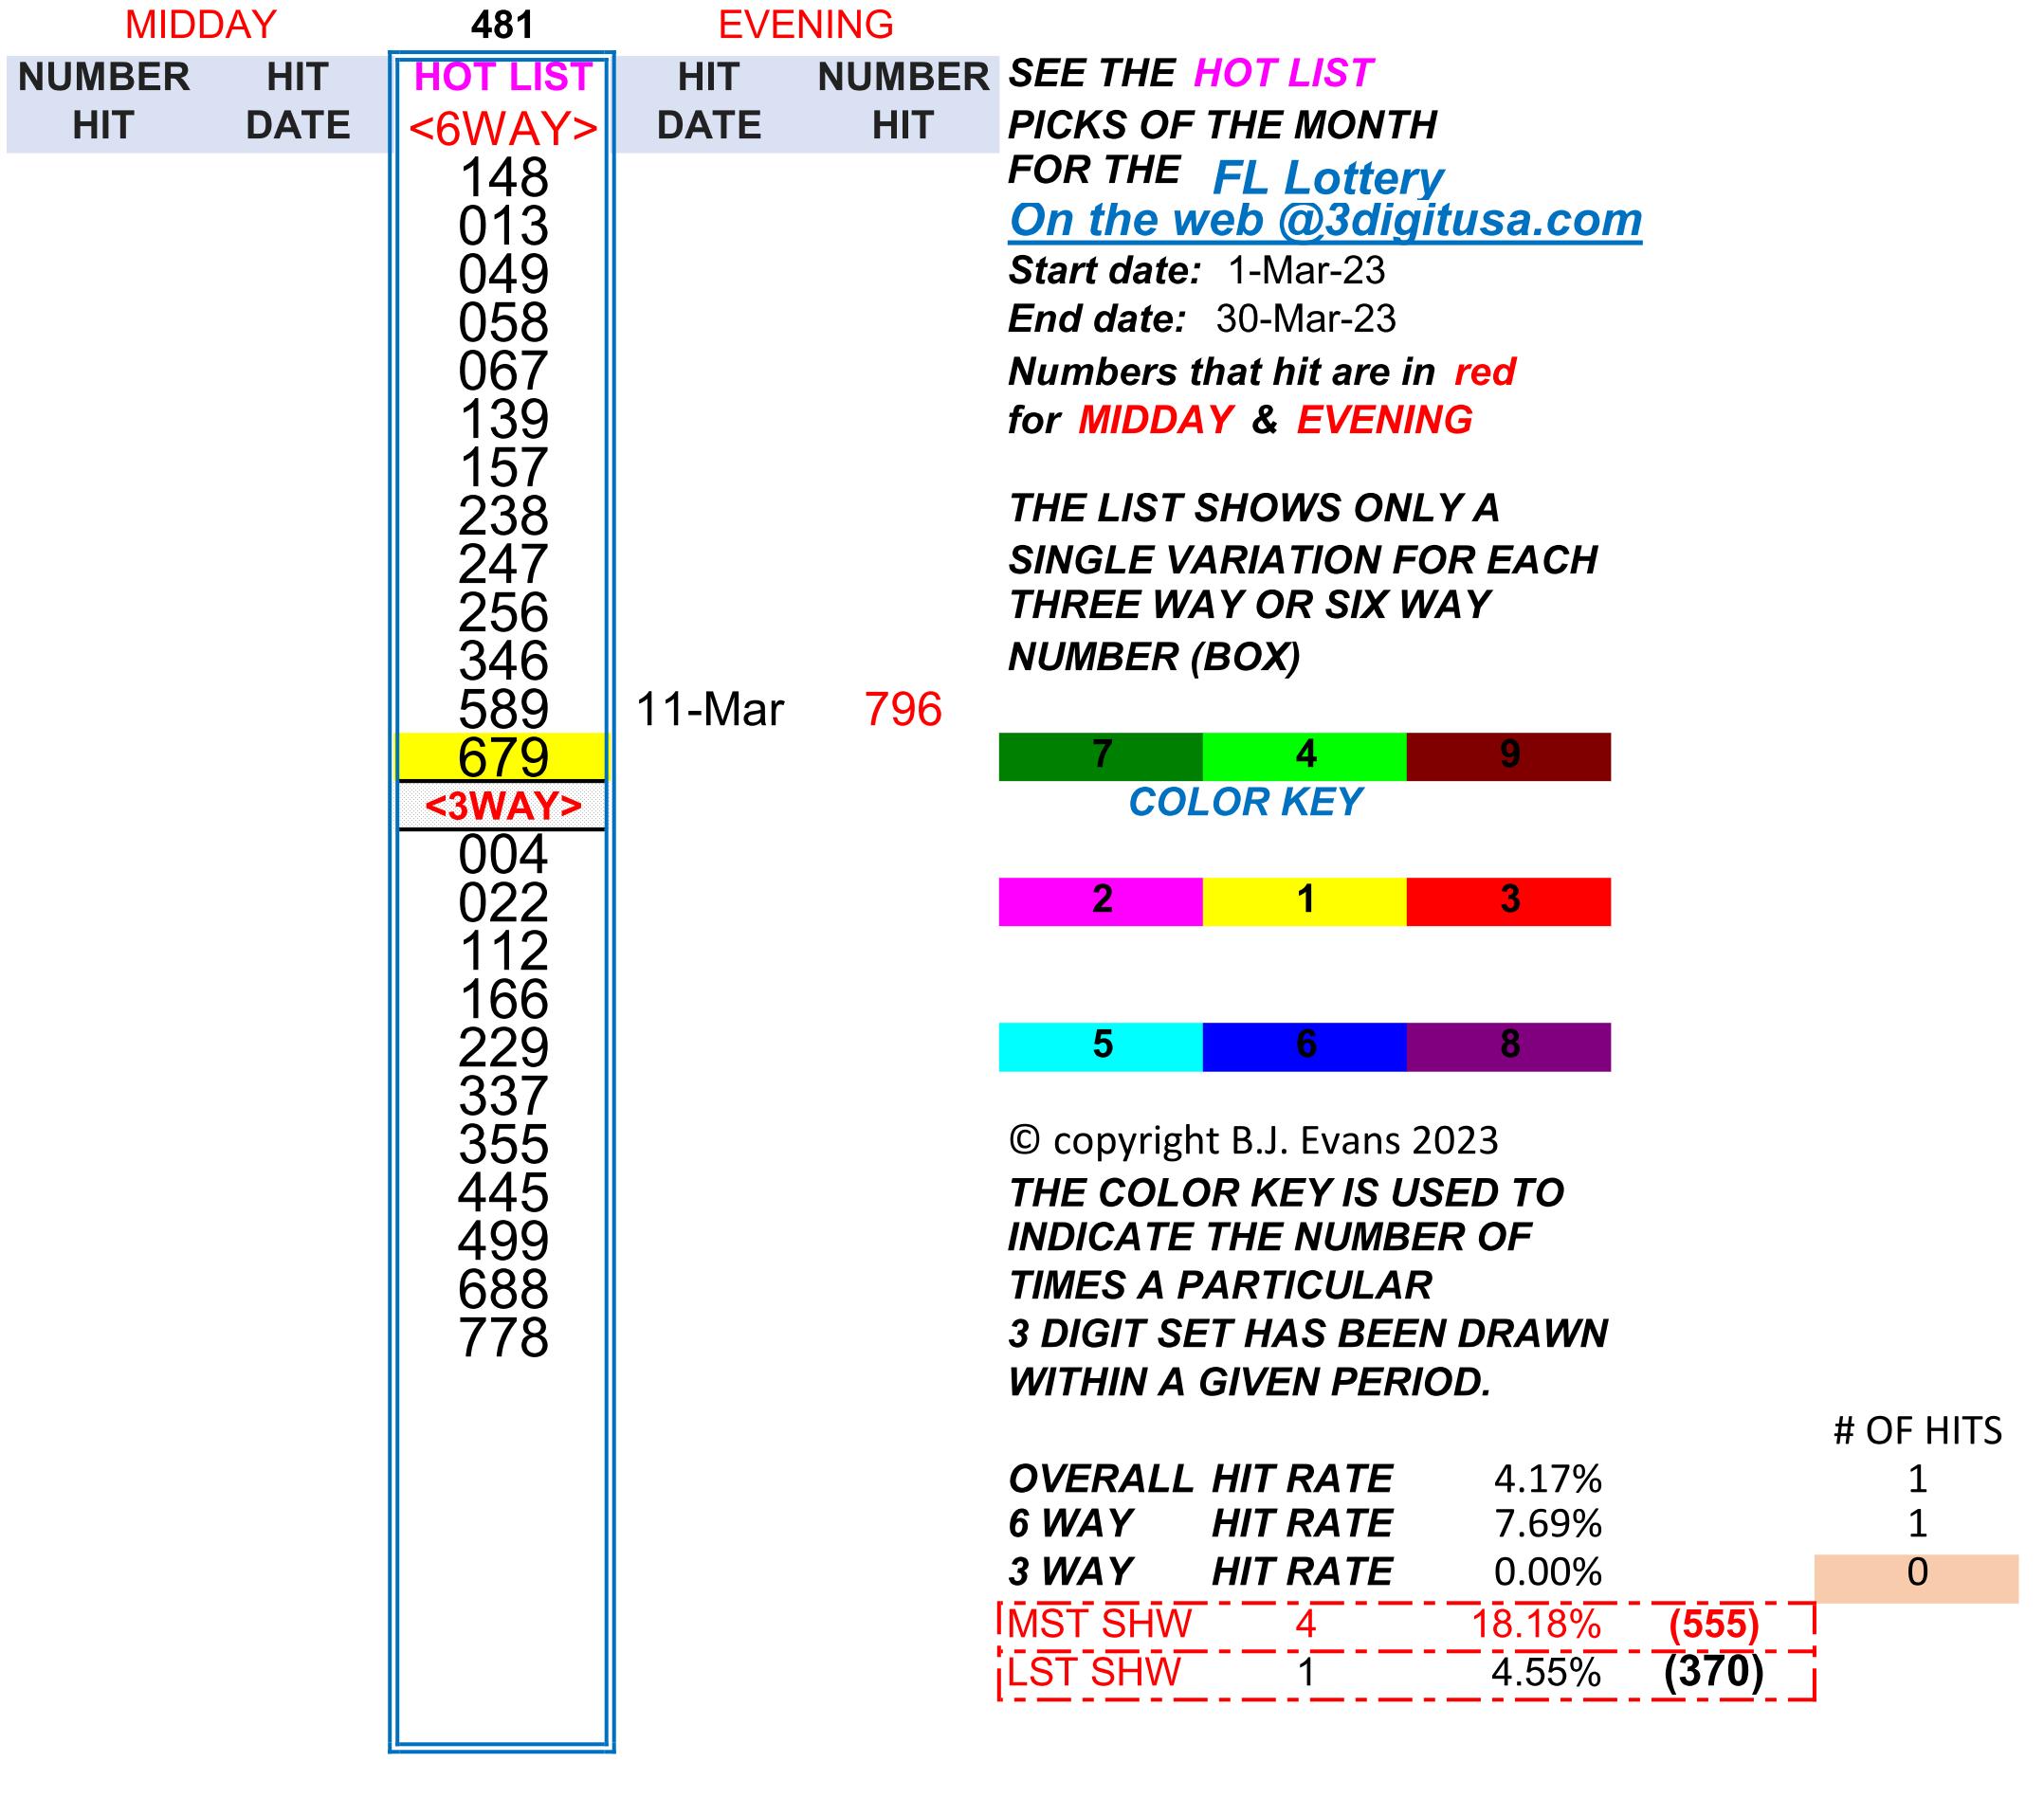 MIDDAY 481 EVENING
NUMBER HIT HOT LIST HIT NUMBER
HIT DATE <6WAY> DATE HIT
148
013
049
058
067
139
157
238
247
256
346
589 11-Mar 796
679
<3WAY>
004
022
112
166
229
337
355
445
499
688
778
SEE THE HOT LIST
PICKS OF THE MONTH
FOR THE FL Lottery
On the web @3digitusa.com
Start date: 1-Mar-23
End date: 30-Mar-23
Numbers that hit are in red
for MIDDAY & EVENING
THE LIST SHOWS ONLY A
SINGLE VARIATION FOR EACH
THREE WAY OR SIX WAY
NUMBER (BOX)
7 4 9
COLOR KEY
2 1 3
5 6 8
© copyright B.J. Evans 2023
THE COLOR KEY IS USED TO
INDICATE THE NUMBER OF
TIMES A PARTICULAR
3 DIGIT SET HAS BEEN DRAWN
WITHIN A GIVEN PERIOD.
# OF HITS
OVERALL HIT RATE 4.17% 1
6 WAY HIT RATE 7.69% 1
3 WAY HIT RATE 0.00% 0
MST SHW 4 18.18% (555)
LST SHW 1 4.55% (370)